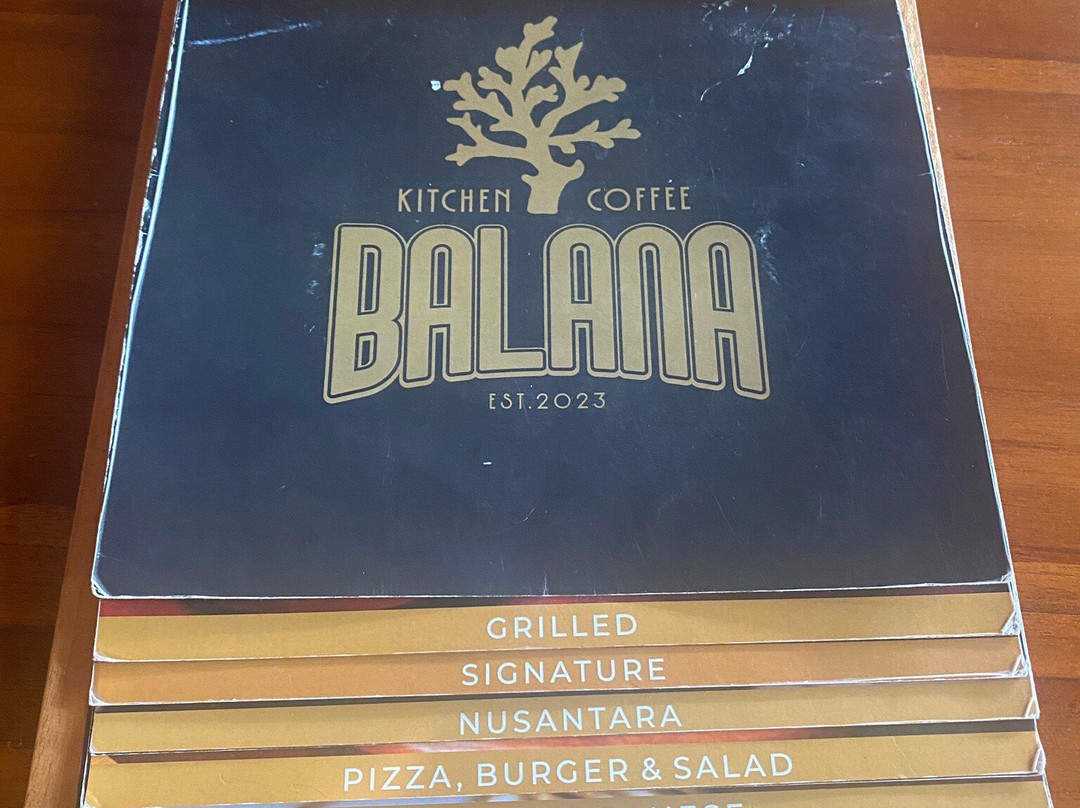 KITCHEN COFFEE
BALANA
EST.2023
GRILLED
SIGNATURE
NUSANTARA
PIZZA, BURGER & SALAD